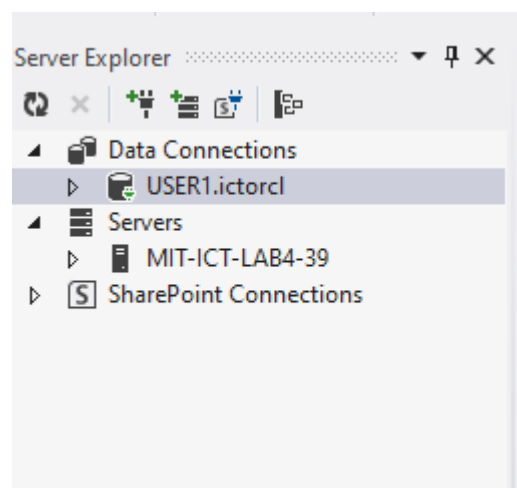 Server Explorer
Data Connections
USER1.ictorcl
Servers
MIT-ICT-LAB4-39
SharePoint Connections